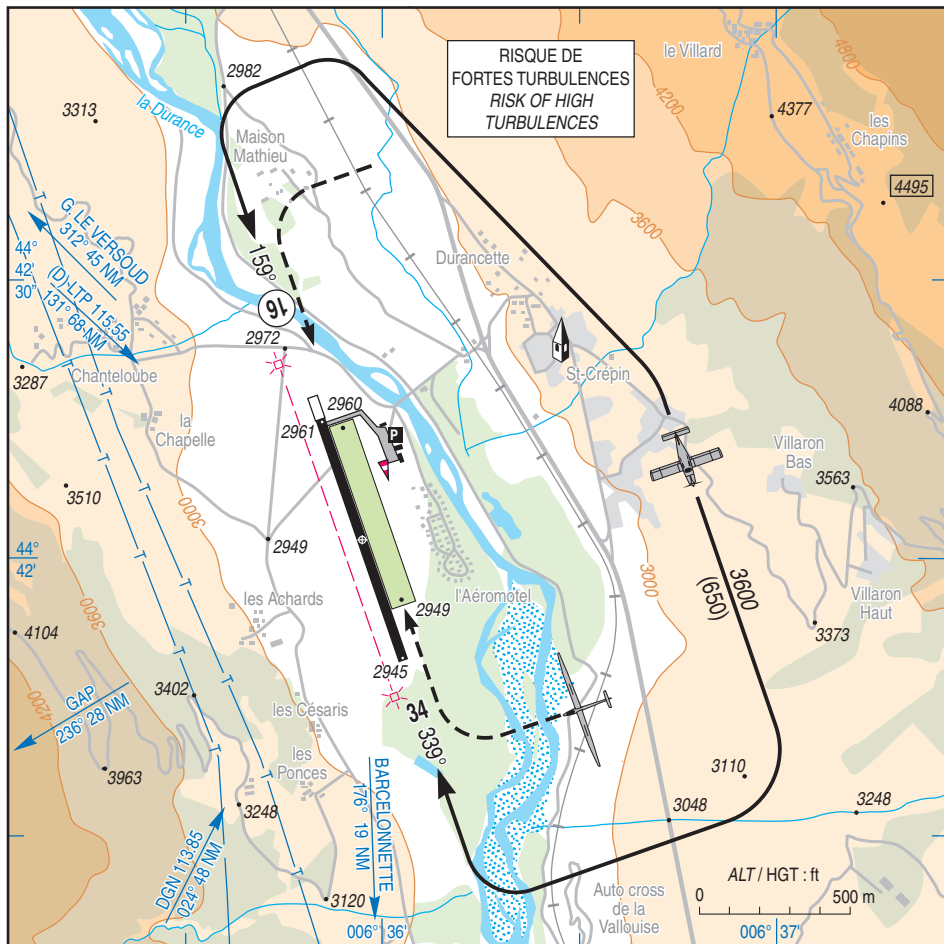 RISQUE DE
FORTES TURBULENCES
RISK OF HIGH
TURBULENCES
le Villard
4800
4200
4377
les
Chapins
4495
2982
3313
la Durance
Maison
Mathieu
3600
G. LE VERSOUD
312° 45 NM
(D) LTP 115.55
131° 68 NM
44°
42'
30"
159°
16
Durancette
2972
St-Crépin
3287
Chanteloube
4088
la
Chapelle
2960
2961
P
Villaron
Bas
3563
3510
3000
2949
44°
42'
l'Aéromotel
3000
3600
(650)
Villaron
Haut
les Achards
2949
3373
3600
4104
2945
3402
4200
GAP
236° 28 NM
34
339°
les Césaris
les
Ponces
3963
BARCELONNETTE
176° 19 NM
3110
3248
3048
3248
DGN 113.85
024° 48 NM
3120
Auto cross
de la
Vallouise
ALT / HGT : ft
0
500 m
006° 36'
006° 37'